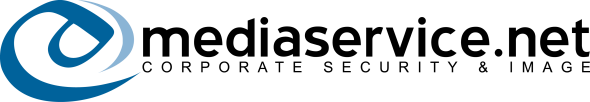 mediaservice.net
CORPORATE SECURITY & IMAGE